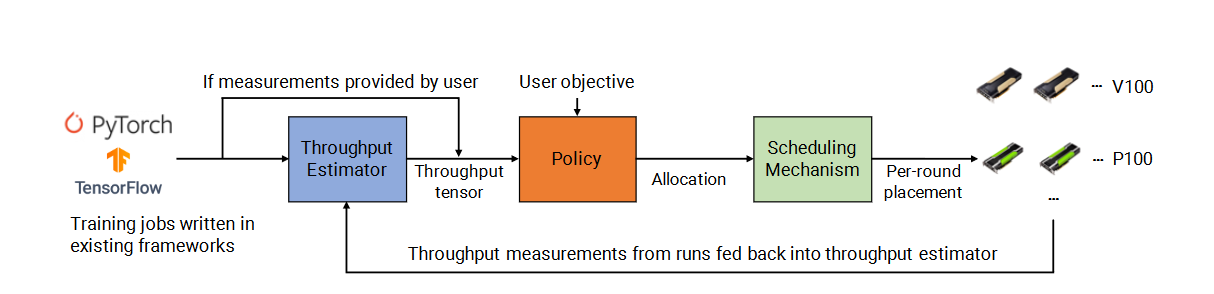 If measurements provided by user
User objective
... V100
PyTorch
TensorFlow
Training jobs written in
existing frameworks
Throughput
Estimator
Throughput
tensor
Policy
Allocation
Scheduling
Mechanism
Per-round
placement
... P100
...
Throughput measurements from runs fed back into throughput estimator